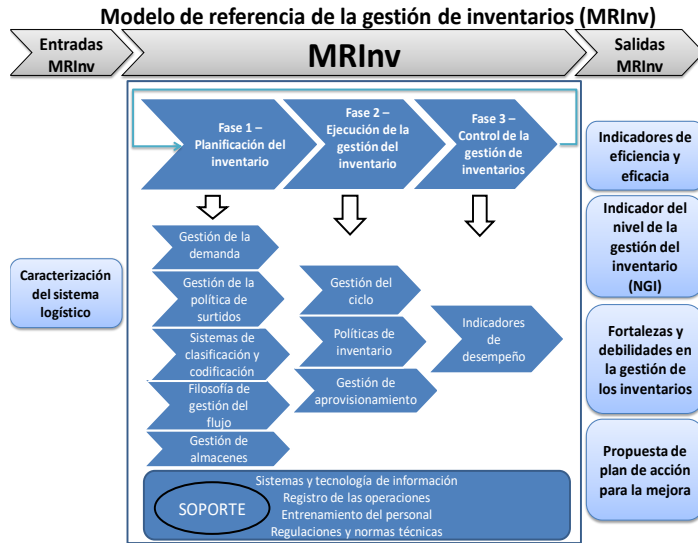 Modelo de referencia de la gestión de inventarios (MRInv)
Entradas
MRInv
MRInv
Salidas
MRInv
Fase 1 –
Planificación del
inventario
Fase 2 –
Ejecución de la
gestión del
inventario
Fase 3 –
Control de la
gestión de
inventarios
Caracterización
del sistema
logístico
Gestión de la
demanda
Gestión de la
política de
surtidos
Sistemas de
clasificación y
codificación
Filosofía de
gestión del
flujo
Gestión de
almacenes
Gestión del
ciclo
Políticas de
inventario
Gestión de
aprovisionamiento
Indicadores
de
desempeño
Indicadores de
eficiencia y
eficacia
Indicador del
nivel de la
gestión del
inventario
(NGI)
Fortalezas y
debilidades en
la gestión de
los inventarios
Propuesta
de plan de
acción para
la mejora
SOPORTE
Sistemas y tecnología de información
Registro de las operaciones
Entrenamiento del personal
Regulaciones y normas técnicas